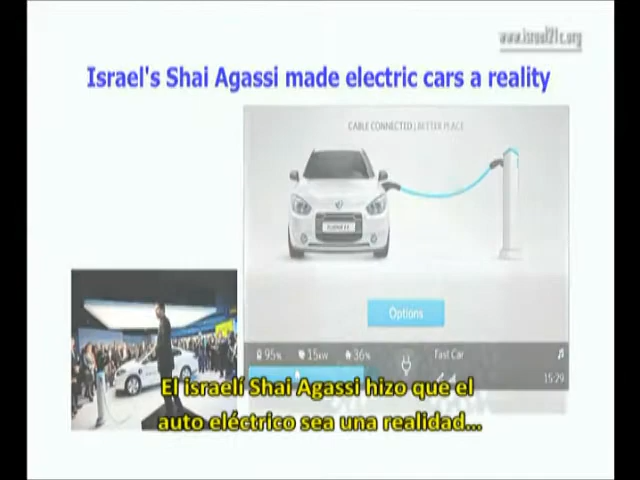 www.israel21c.org
Israel's Shai Agassi made electric cars a reality
CABLE CONNECTED | BETTER PLACE
Options
95% 15kW 36% Fast Car
15:29
El israelí Shai Agassi hizo que el
auto eléctrico sea una realidad...